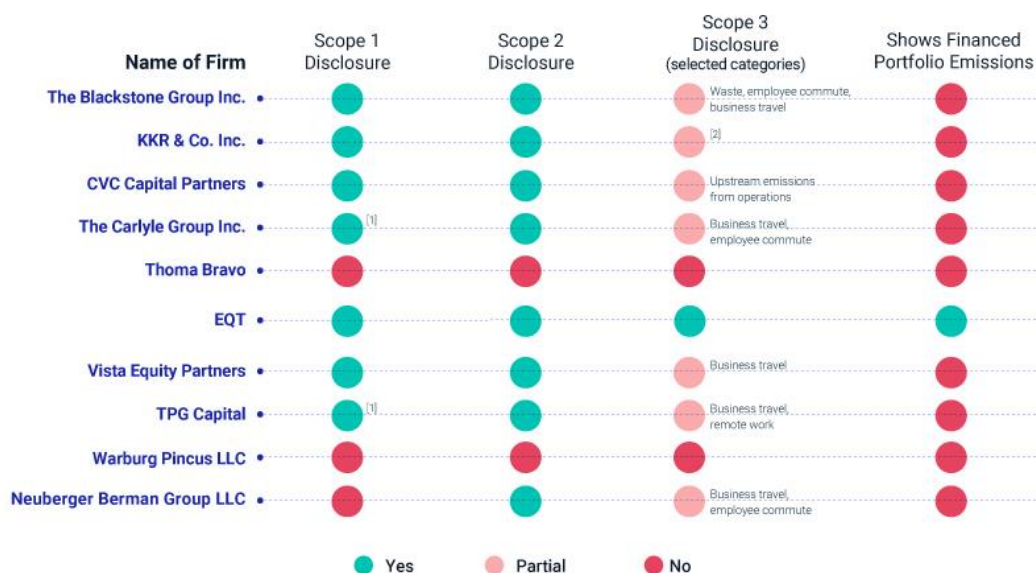 Name of Firm
Scope 1
Disclosure
Scope 2
Disclosure
Scope 3
Disclosure
(selected categories)
Shows Financed
Portfolio Emissions
The Blackstone Group Inc.
Waste, employee commute,
business travel
KKR & Co. Inc.
[2]
CVC Capital Partners
Upstream emissions
from operations
The Carlyle Group Inc.
[1]
Business travel,
employee commute
Thoma Bravo
EQT
Vista Equity Partners
Business travel
TPG Capital
[1]
Business travel,
remote work
Warburg Pincus LLC
Neuberger Berman Group LLC
Business travel,
employee commute
Yes
Partial
No